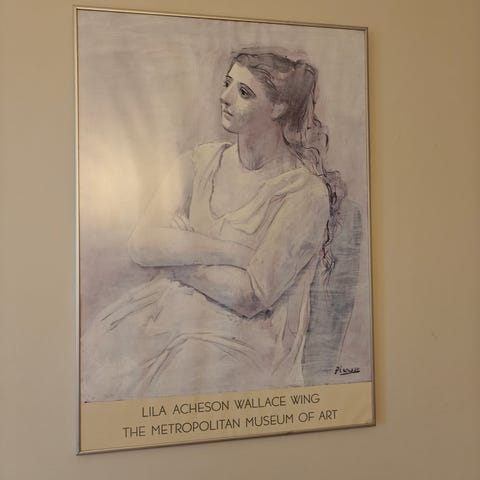 Picasso
LILA ACHESON WALLACE WING
THE METROPOLITAN MUSEUM OF ART